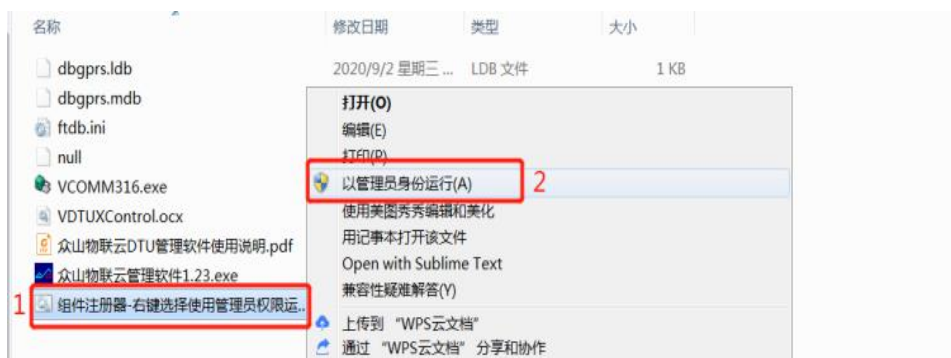 名称 修改日期 类型 大小
dbgprs.ldb 2020/9/2 星期三 ... LDB 文件 1 KB
dbgprs.mdb
打开(O)
ftdb.ini
编辑(E)
null
打印(P)
VCOMM316.exe
以管理员身份运行(A) 2
VDTUXControl.ocx
使用美图秀秀编辑和美化
众山物联云DTU管理软件使用说明.pdf
用记事本打开该文件
众山物联云管理软件1.23.exe
Open with Sublime Text
1 组件注册器-右键选择使用管理员权限运...
兼容性疑难解答(Y)
上传到 “WPS云文档”
通过 “WPS云文档” 分享和协作